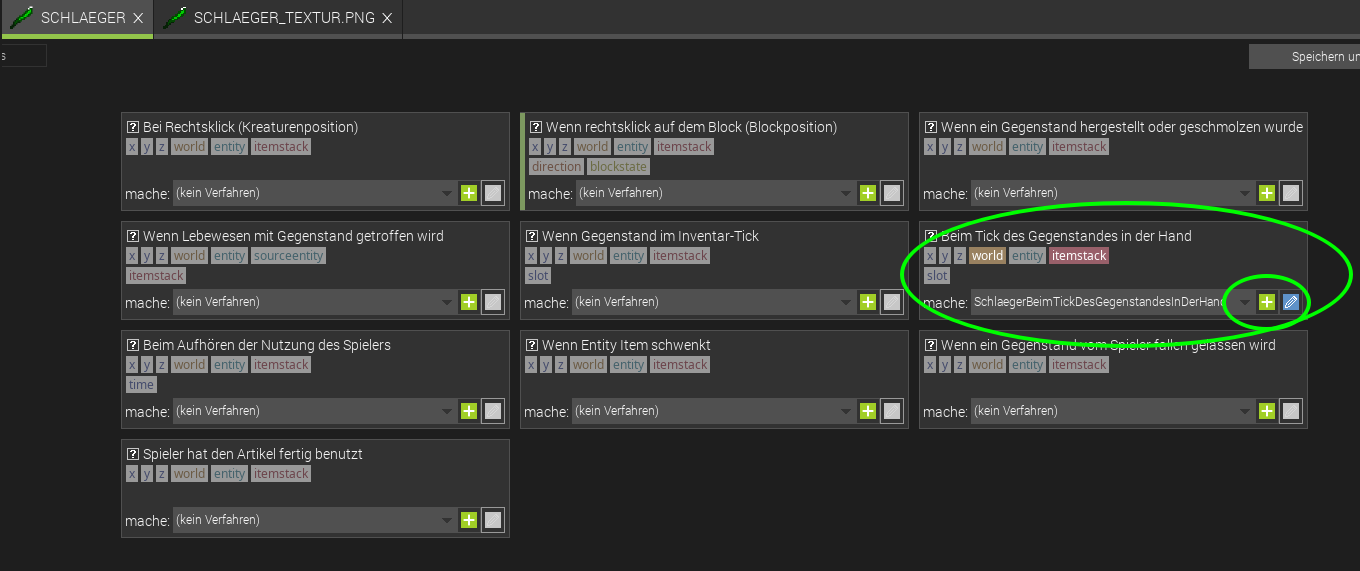 SCHLAEGER
SCHLAEGER_TEXTUR.PNG
s
Speichern un
Bei Rechtsklick (Kreaturenposition)
x y z world entity itemstack
mache: (kein Verfahren)
Wenn rechtsklick auf dem Block (Blockposition)
x y z world entity itemstack
direction blockstate
mache: (kein Verfahren)
Wenn ein Gegenstand hergestellt oder geschmolzen wurde
x y z world entity itemstack
mache: (kein Verfahren)
Wenn Lebewesen mit Gegenstand getroffen wird
x y z world entity sourceentity
itemstack
mache: (kein Verfahren)
Wenn Gegenstand im Inventar-Tick
x y z world entity itemstack
slot
mache: (kein Verfahren)
Beim Tick des Gegenstandes in der Hand
x y z world entity itemstack
slot
mache: SchlaegerBeimTickDesGegenstandesInDerHand
Beim Aufhören der Nutzung des Spielers
x y z world entity itemstack
time
mache: (kein Verfahren)
Wenn Entity Item schwenkt
x y z world entity itemstack
mache: (kein Verfahren)
Wenn ein Gegenstand vom Spieler fallen gelassen wird
x y z world entity itemstack
mache: (kein Verfahren)
Spieler hat den Artikel fertig benutzt
x y z world entity itemstack
mache: (kein Verfahren)